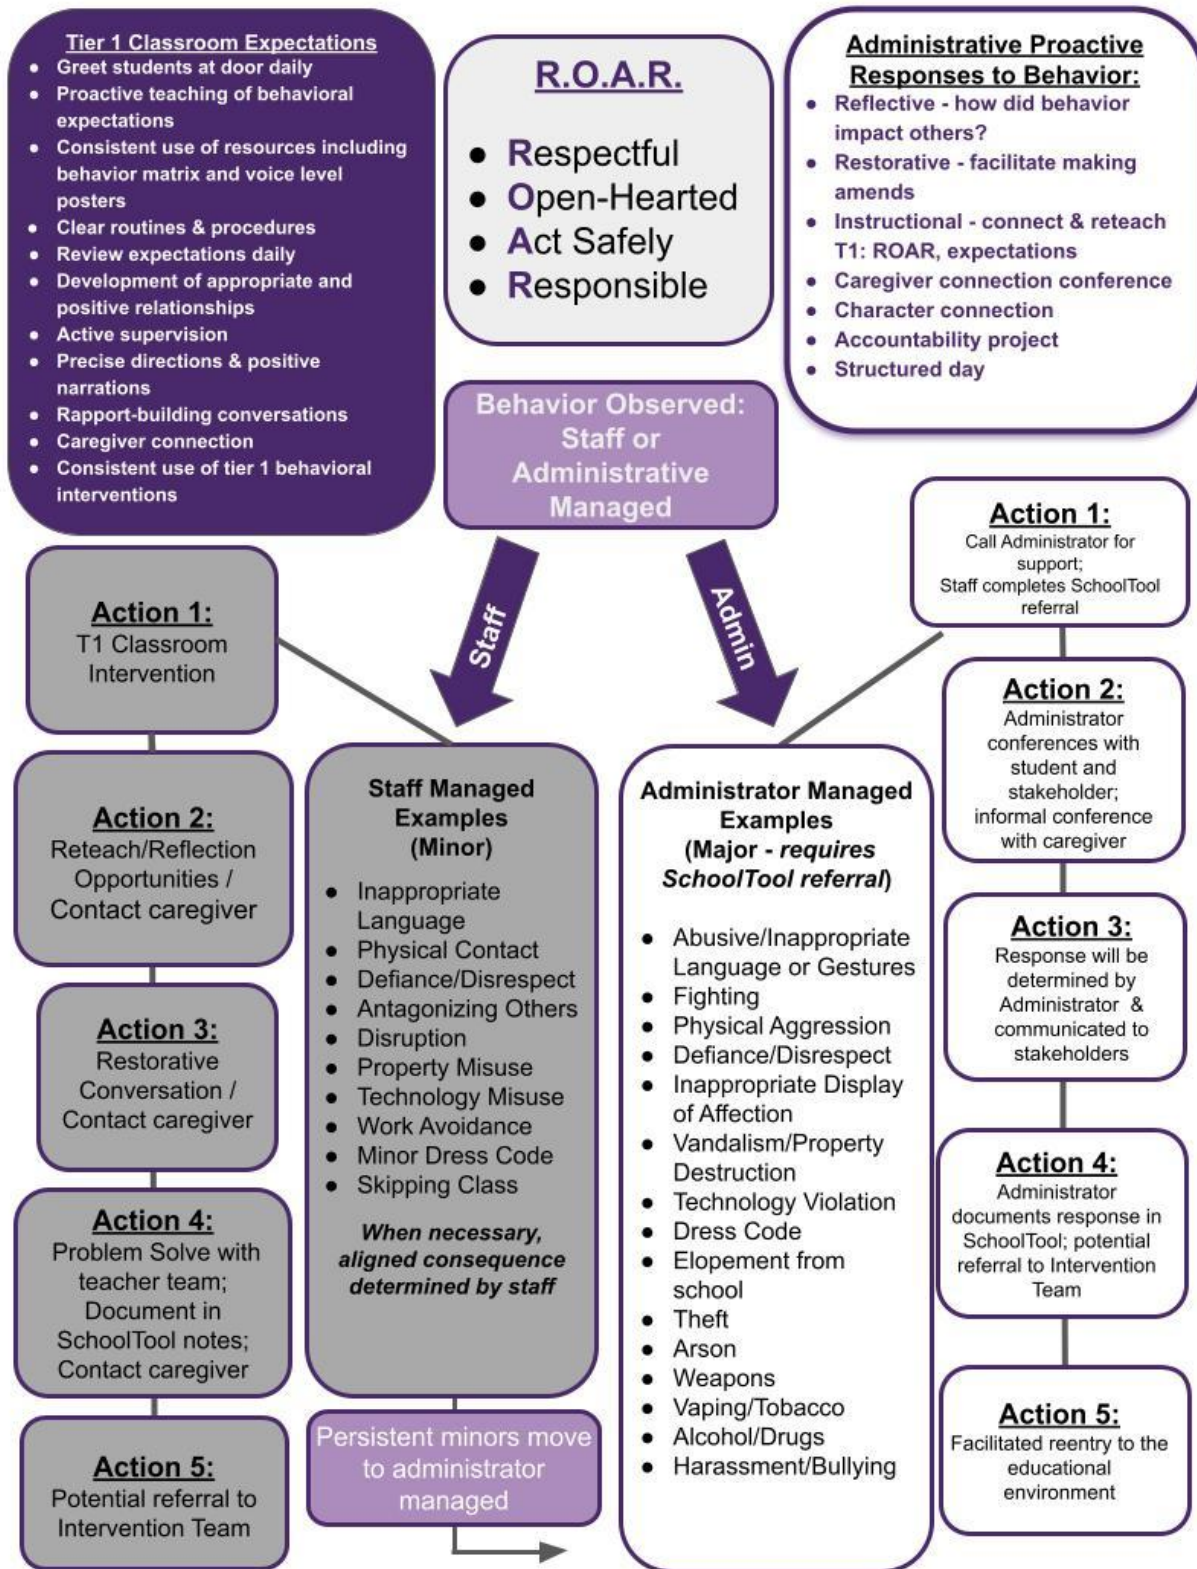 Tier 1 Classroom Expectations
● Greet students at door daily
● Proactive teaching of behavioral
expectations
● Consistent use of resources including
behavior matrix and voice level
posters
● Clear routines & procedures
● Review expectations daily
● Development of appropriate and
positive relationships
● Active supervision
● Precise directions & positive
narrations
● Rapport-building conversations
● Caregiver connection
● Consistent use of tier 1 behavioral
interventions
R.O.A.R.
● Respectful
● Open-Hearted
● Act Safely
● Responsible
Administrative Proactive
Responses to Behavior:
● Reflective - how did behavior
impact others?
● Restorative - facilitate making
amends
● Instructional - connect & reteach
T1: ROAR, expectations
● Caregiver connection conference
● Character connection
● Accountability project
● Structured day
Behavior Observed:
Staff or
Administrative
Managed
Staff
Admin
Action 1:
T1 Classroom
Intervention
Action 2:
Reteach/Reflection
Opportunities /
Contact caregiver
Action 3:
Restorative
Conversation /
Contact caregiver
Action 4:
Problem Solve with
teacher team;
Document in
SchoolTool notes;
Contact caregiver
Action 5:
Potential referral to
Intervention Team
Staff Managed
Examples
(Minor)
● Inappropriate
Language
● Physical Contact
● Defiance/Disrespect
● Antagonizing Others
● Disruption
● Property Misuse
● Technology Misuse
● Work Avoidance
● Minor Dress Code
● Skipping Class
When necessary,
aligned consequence
determined by staff
Persistent minors move
to administrator
managed
Administrator Managed
Examples
(Major - requires
SchoolTool referral)
● Abusive/Inappropriate
Language or Gestures
● Fighting
● Physical Aggression
● Defiance/Disrespect
● Inappropriate Display
of Affection
● Vandalism/Property
Destruction
● Technology Violation
● Dress Code
● Elopement from
school
● Theft
● Arson
● Weapons
● Vaping/Tobacco
● Alcohol/Drugs
● Harassment/Bullying
Action 1:
Call Administrator for
support;
Staff completes SchoolTool
referral
Action 2:
Administrator
conferences with
student and
stakeholder;
informal conference
with caregiver
Action 3:
Response will be
determined by
Administrator &
communicated to
stakeholders
Action 4:
Administrator
documents response in
SchoolTool; potential
referral to Intervention
Team
Action 5:
Facilitated reentry to the
educational
environment